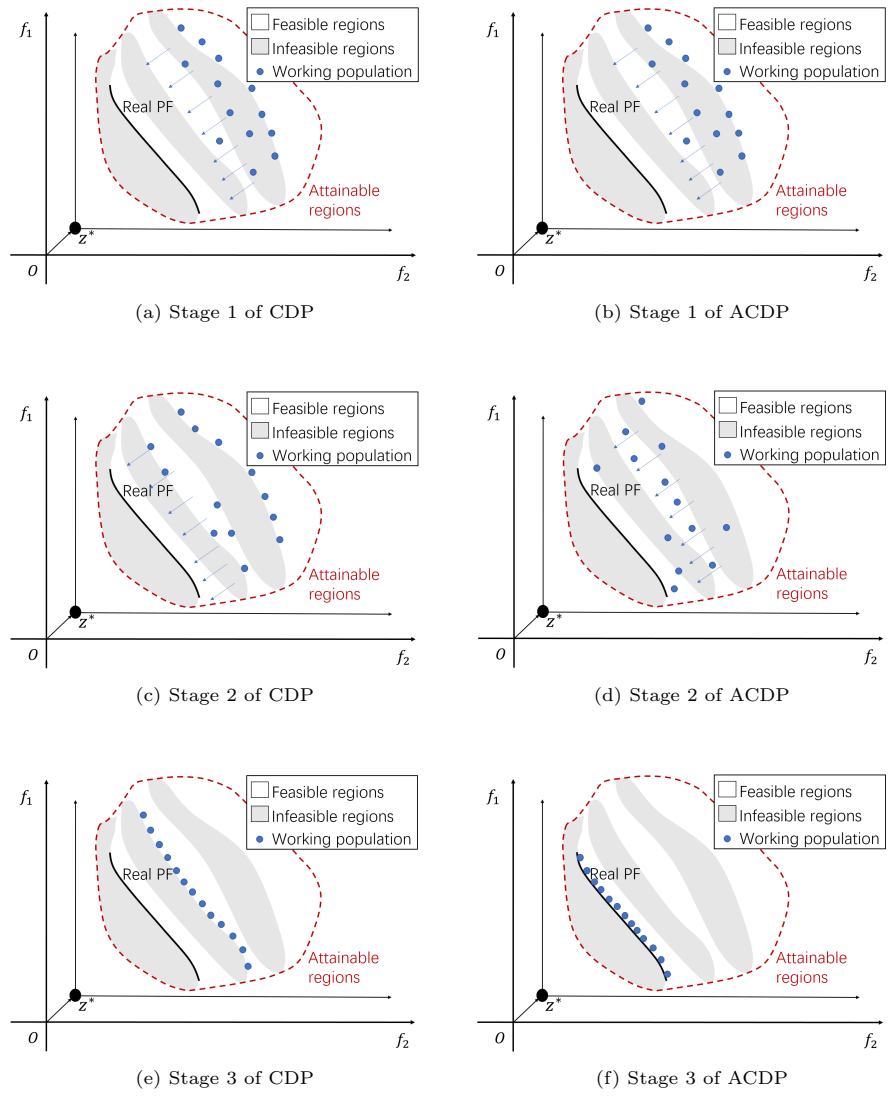 f₁
Feasible regions
Infeasible regions
Working population
Real PF
Attainable
regions
z*
O
f₂
(a) Stage 1 of CDP
f₁
Feasible regions
Infeasible regions
Working population
Real PF
Attainable
regions
z*
O
f₂
(b) Stage 1 of ACDP
f₁
Feasible regions
Infeasible regions
Working population
Real PF
Attainable
regions
z*
O
f₂
(c) Stage 2 of CDP
f₁
Feasible regions
Infeasible regions
Working population
Real PF
Attainable
regions
z*
O
f₂
(d) Stage 2 of ACDP
f₁
Feasible regions
Infeasible regions
Working population
Real PF
Attainable
regions
z*
O
f₂
(e) Stage 3 of CDP
f₁
Feasible regions
Infeasible regions
Working population
Real PF
Attainable
regions
z*
O
f₂
(f) Stage 3 of ACDP